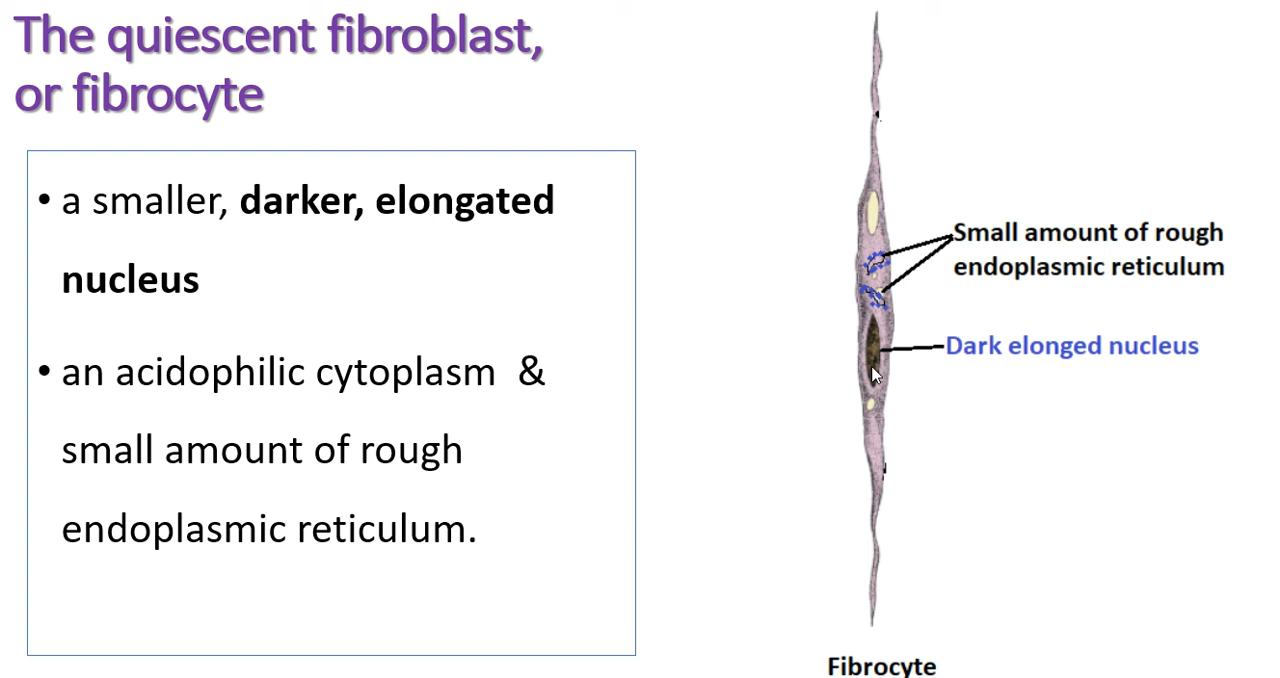 The quiescent fibroblast,
or fibrocyte
• a smaller, darker, elongated
nucleus
• an acidophilic cytoplasm &
small amount of rough
endoplasmic reticulum.
Small amount of rough
endoplasmic reticulum
Dark elonged nucleus
Fibrocyte